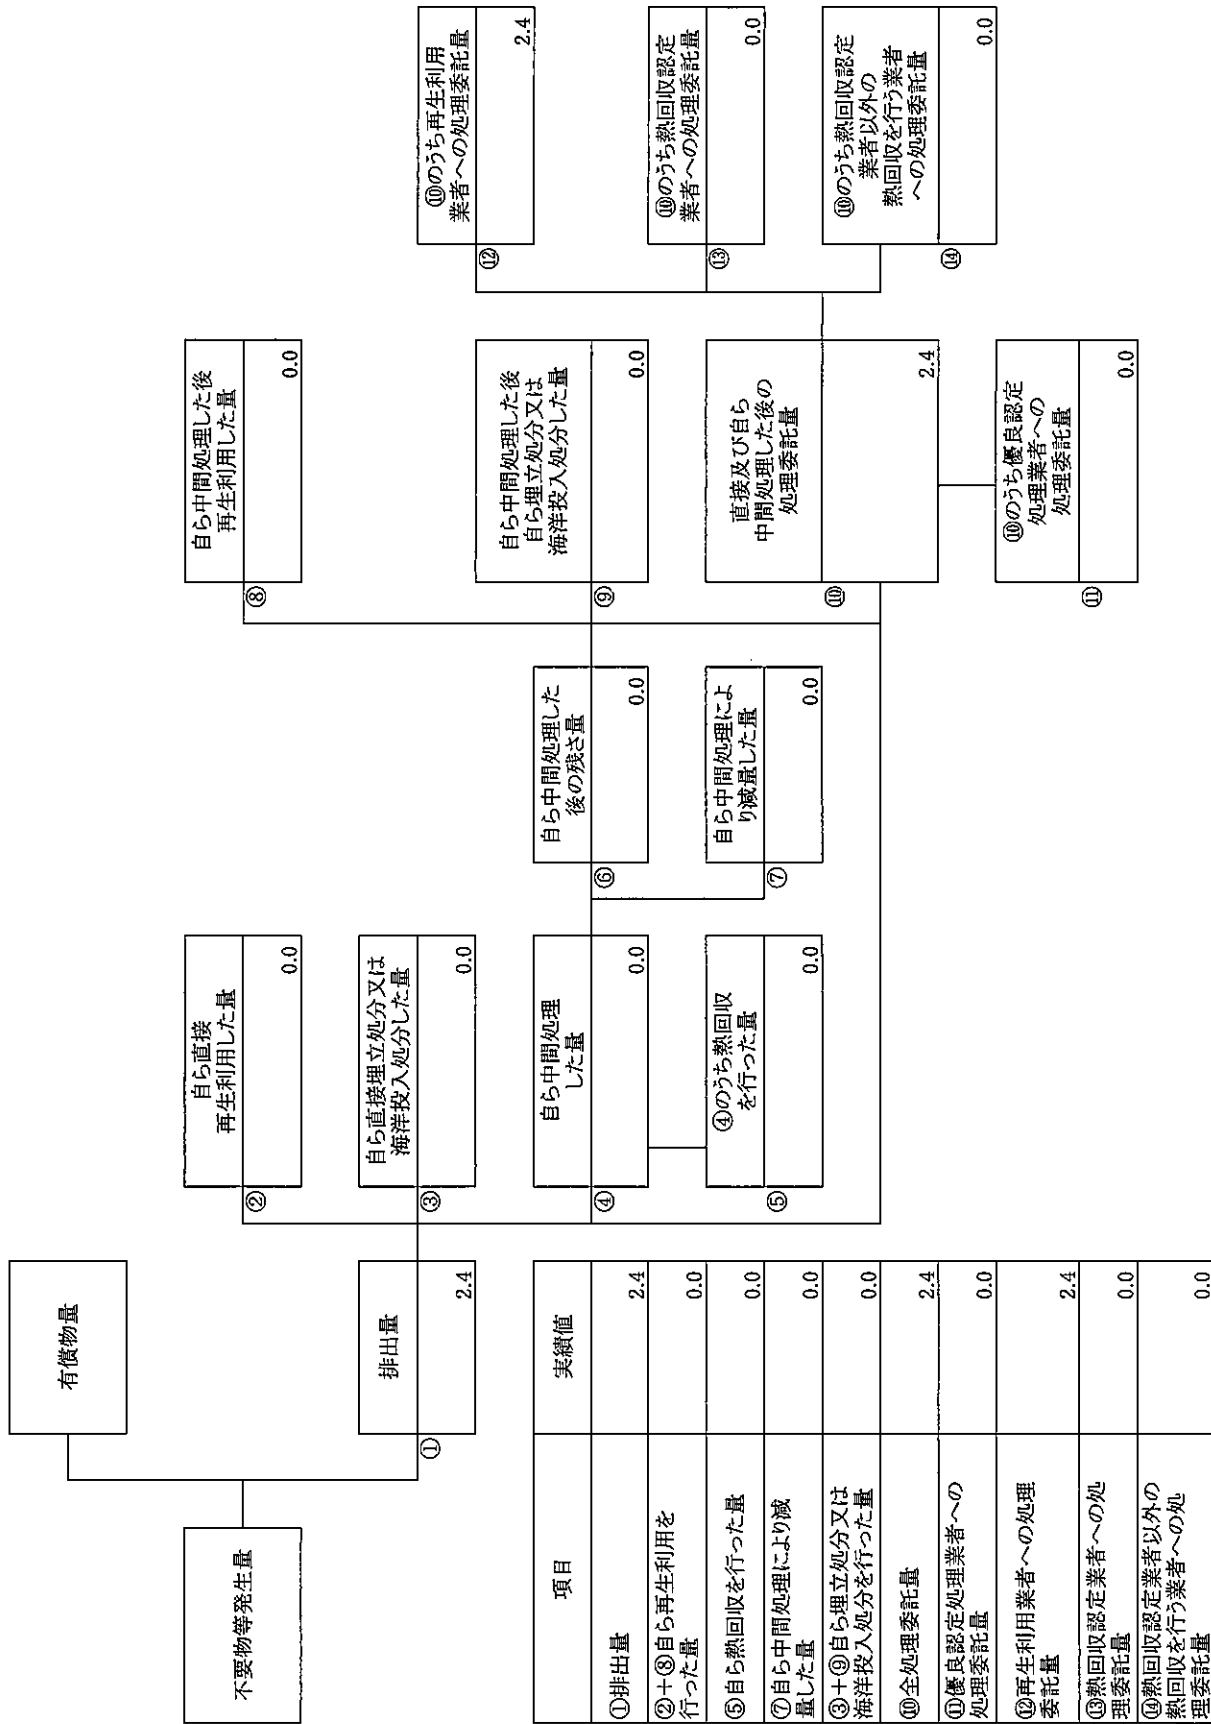 有償物量
不要物等発生量
排出量
①
2.4
自ら直接
再生利用した量
②
0.0
自ら直接埋立処分又は
海洋投入処分した量
③
0.0
自ら中間処理
した量
④
0.0
④のうち熱回収
を行った量
⑤
0.0
自ら中間処理した
後の残さ量
⑥
0.0
自ら中間処理によ
り減量した量
⑦
0.0
自ら中間処理した後
再生利用した量
⑧
0.0
自ら中間処理した後
自ら埋立処分又は
海洋投入処分した量
⑨
0.0
直接及び自ら
中間処理した後の
処理委託量
⑩
2.4
⑩のうち優良認定
処理業者への
処理委託量
⑪
0.0
⑩のうち再生利用
業者への処理委託量
⑫
2.4
⑩のうち熱回収認定
業者への処理委託量
⑬
0.0
⑩のうち熱回収認定
業者以外の
熱回収を行う業者
への処理委託量
⑭
0.0
項目 実績値
①排出量 2.4
②+⑧自ら再生利用を
行った量 0.0
⑤自ら熱回収を行った量 0.0
⑦自ら中間処理により減
量した量 0.0
③+⑨自ら埋立処分又は
海洋投入処分を行った量 0.0
⑩全処理委託量 2.4
⑪優良認定処理業者への
処理委託量 0.0
⑫再生利用業者への処理
委託量 2.4
⑬熱回収認定業者への処
理委託量 0.0
⑭熱回収認定業者以外の
熱回収を行う業者への処
理委託量 0.0